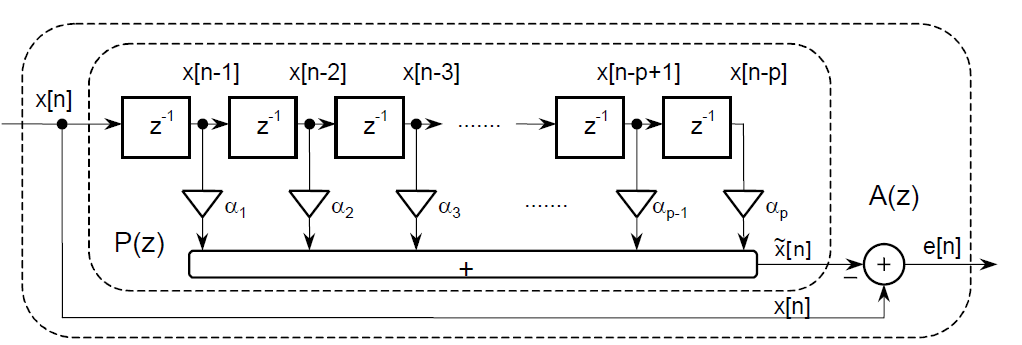 x[n-1] x[n-2] x[n-3] x[n-p+1] x[n-p]
x[n]
z⁻¹ z⁻¹ z⁻¹ ....... z⁻¹ z⁻¹
α₁ α₂ α₃ ....... αₚ₋₁ αₚ
A(z)
P(z)
+
x̃[n] − + e[n]
x[n]